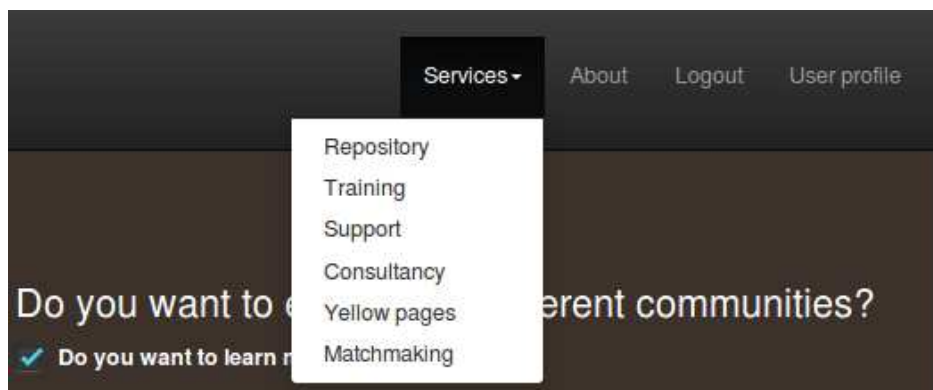 Services About Logout User profile
Repository
Training
Support
Consultancy
Do you want to erent communities?
Yellow pages
Do you want to learn
Matchmaking